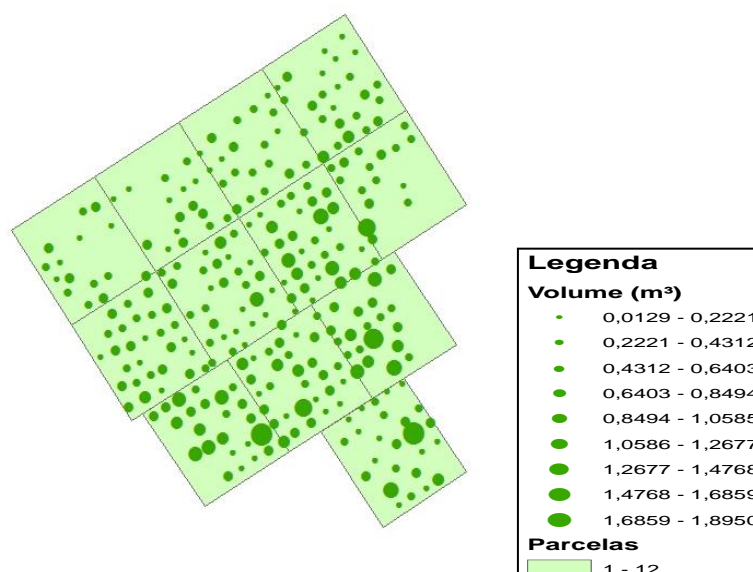 Legenda
Volume (m³)
0,0129 - 0,2221
0,2221 - 0,4312
0,4312 - 0,6403
0,6403 - 0,8494
0,8494 - 1,0585
1,0586 - 1,2677
1,2677 - 1,4768
1,4768 - 1,6859
1,6859 - 1,8950
Parcelas
1 - 12